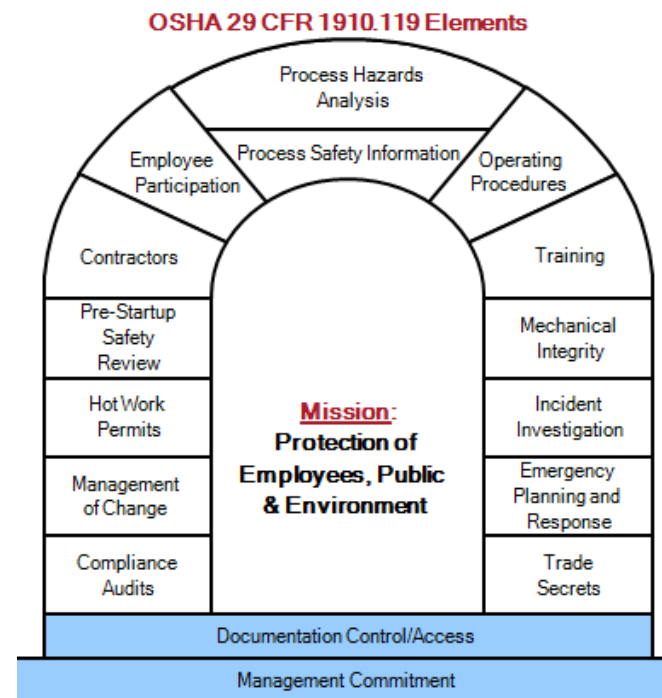 OSHA 29 CFR 1910.119 Elements
Process Hazards
Analysis
Process Safety Information
Employee
Participation
Operating
Procedures
Contractors
Training
Pre-Startup
Safety
Review
Mechanical
Integrity
Hot Work
Permits
Incident
Investigation
Mission:
Protection of
Employees, Public
& Environment
Management
of Change
Emergency
Planning and
Response
Compliance
Audits
Trade
Secrets
Documentation Control/Access
Management Commitment